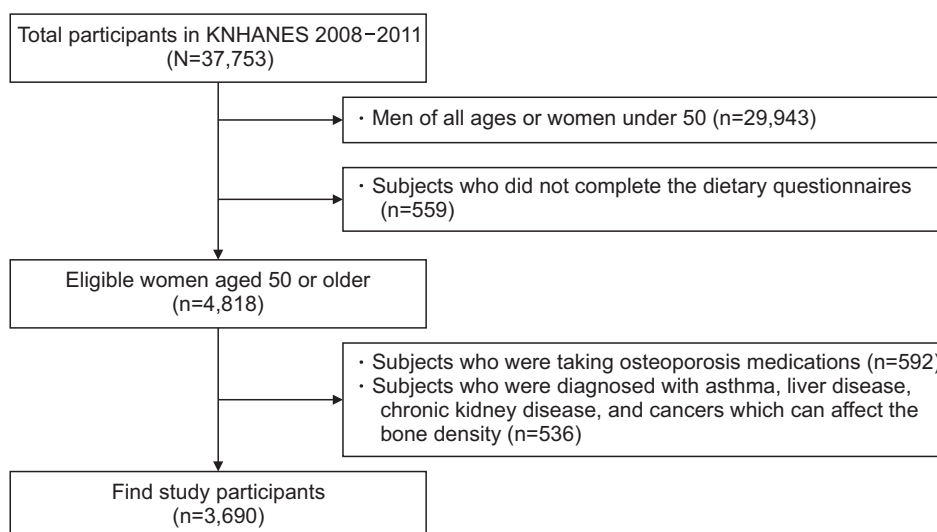 Total participants in KNHANES 2008−2011
(N=37,753)
· Men of all ages or women under 50 (n=29,943)
· Subjects who did not complete the dietary questionnaires
(n=559)
Eligible women aged 50 or older
(n=4,818)
· Subjects who were taking osteoporosis medications (n=592)
· Subjects who were diagnosed with asthma, liver disease,
chronic kidney disease, and cancers which can affect the
bone density (n=536)
Find study participants
(n=3,690)